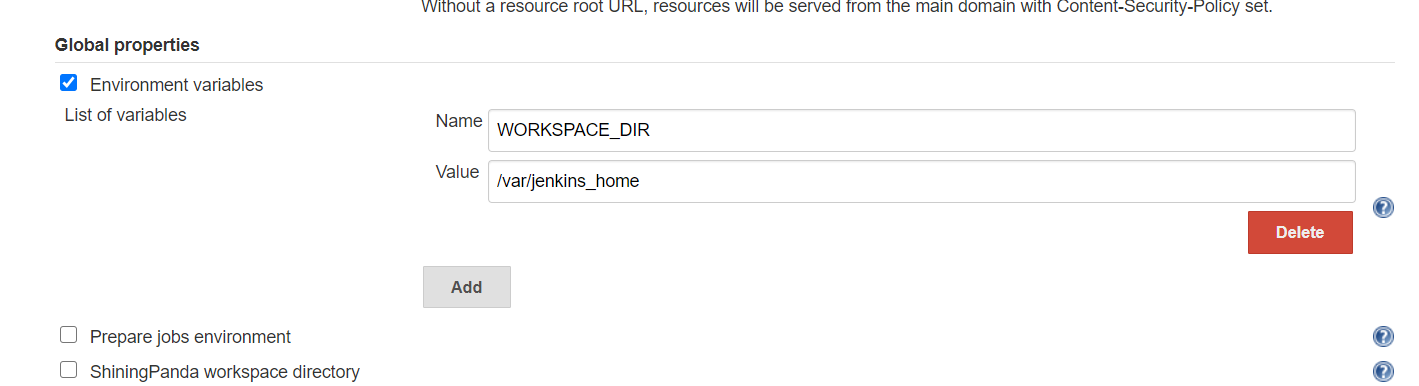 Without a resource root URL, resources will be served from the main domain with Content-Security-Policy set.
Global properties
Environment variables
List of variables
Name WORKSPACE_DIR
Value /var/jenkins_home
?
Delete
Add
Prepare jobs environment ?
ShiningPanda workspace directory ?